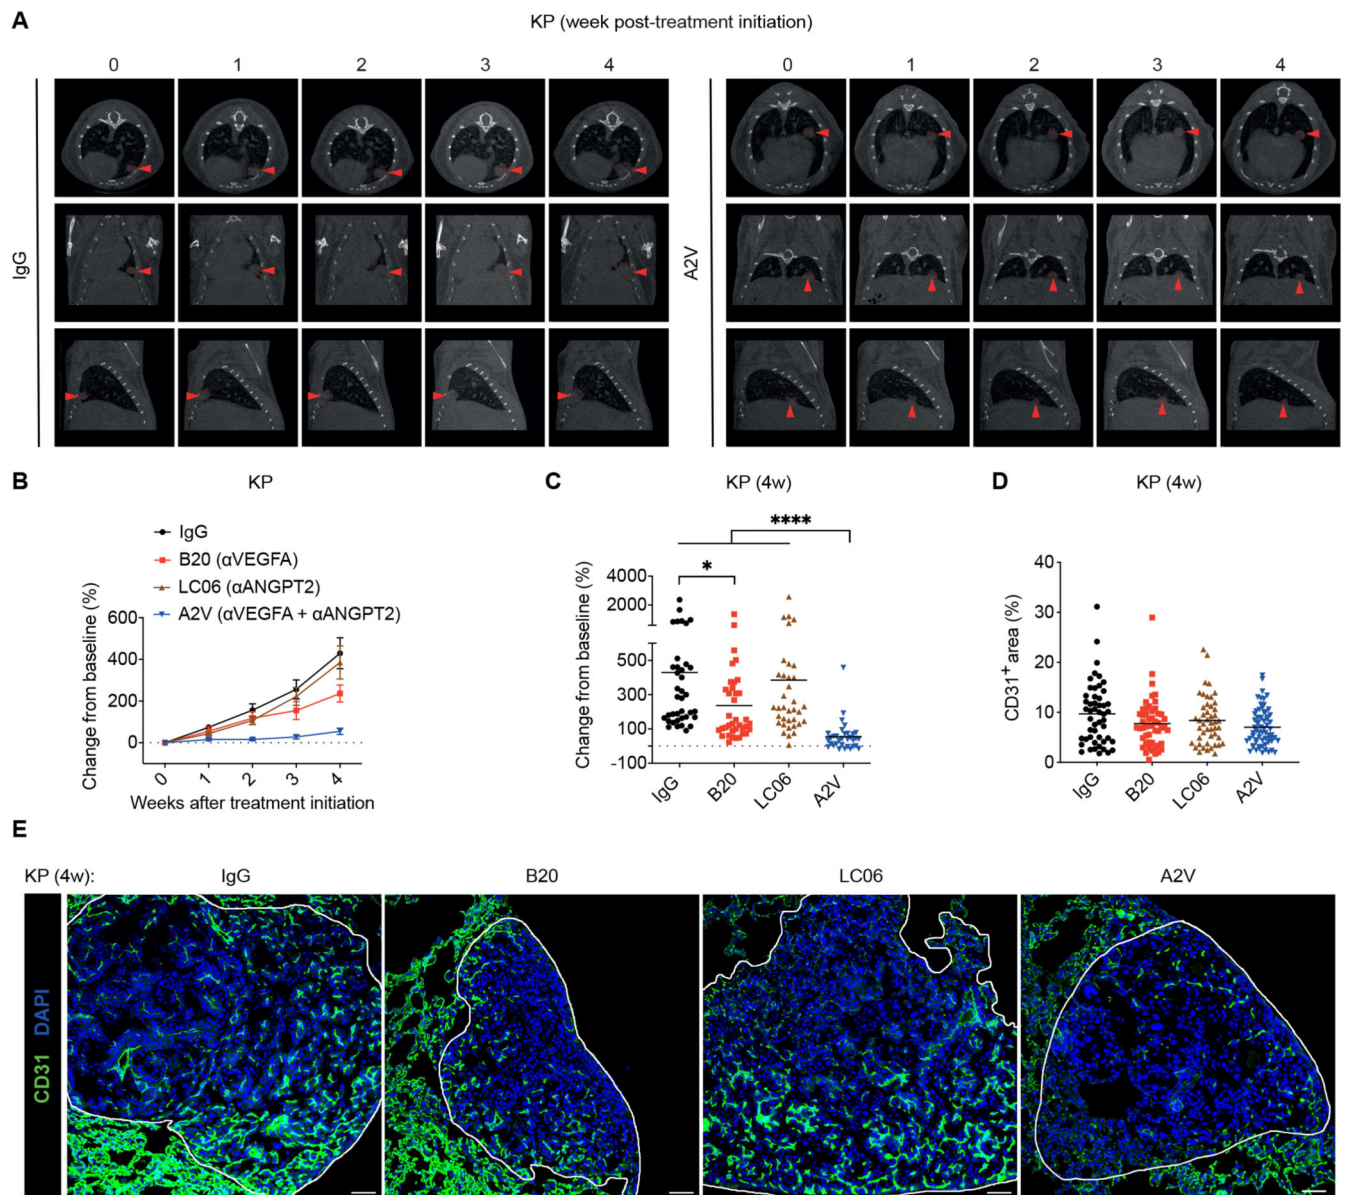 A
KP (week post-treatment initiation)
0 1 2 3 4
0 1 2 3 4
IgG
A2V
B
KP
IgG
B20 (αVEGFA)
LC06 (αANGPT2)
A2V (αVEGFA + αANGPT2)
Change from baseline (%)
600
400
200
0
0 1 2 3 4
Weeks after treatment initiation
C
KP (4w)
****
*
Change from baseline (%)
4000
2000
500
300
100
-100
IgG B20 LC06 A2V
D
KP (4w)
CD31+ area (%)
40
30
20
10
0
IgG B20 LC06 A2V
E
KP (4w): IgG B20 LC06 A2V
CD31 DAPI